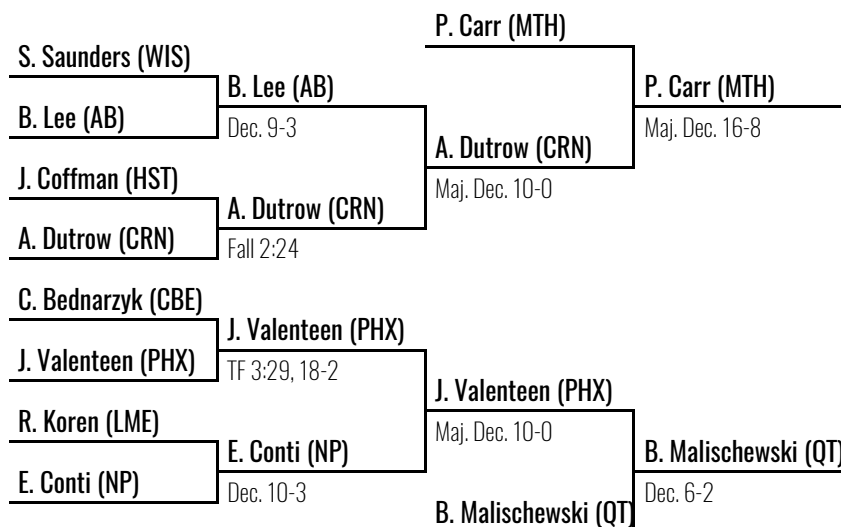 P. Carr (MTH)
S. Saunders (WIS)
B. Lee (AB)
P. Carr (MTH)
B. Lee (AB)
Dec. 9-3
Maj. Dec. 16-8
A. Dutrow (CRN)
J. Coffman (HST)
Maj. Dec. 10-0
A. Dutrow (CRN)
A. Dutrow (CRN)
Fall 2:24
C. Bednarzyk (CBE)
J. Valenteen (PHX)
J. Valenteen (PHX)
TF 3:29, 18-2
J. Valenteen (PHX)
R. Koren (LME)
Maj. Dec. 10-0
E. Conti (NP)
B. Malischewski (QT)
E. Conti (NP)
Dec. 10-3
Dec. 6-2
B. Malischewski (QT)